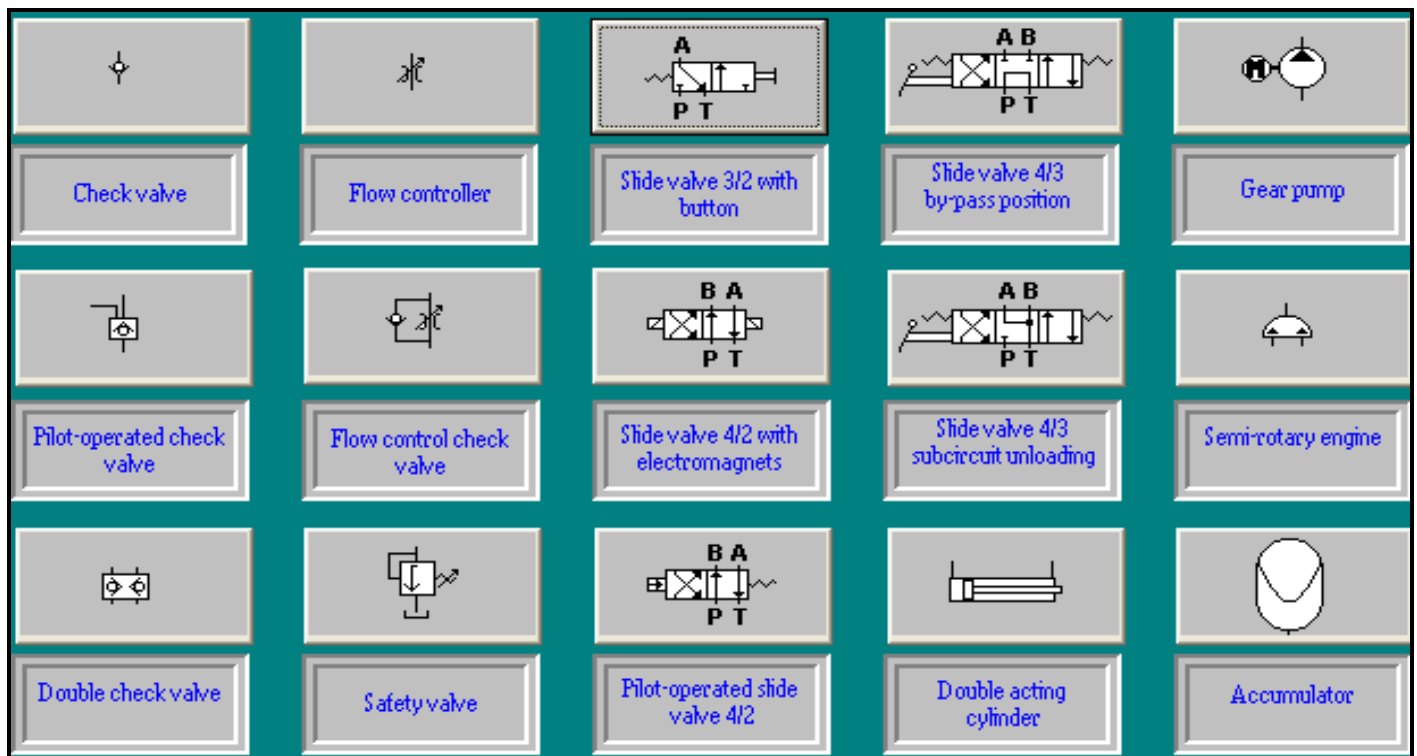 A
A B
M
P T
P T
Check valve
Flow controller
Slide valve 3/2 with
button
Slide valve 4/3
by-pass position
Gear pump
B A
A B
P T
P T
Pilot-operated check
valve
Flow control check
valve
Slide valve 4/2 with
electromagnets
Slide valve 4/3
subcircuit unloading
Semi-rotary engine
B A
P T
Double check valve
Safety valve
Pilot-operated slide
valve 4/2
Double acting
cylinder
Accumulator